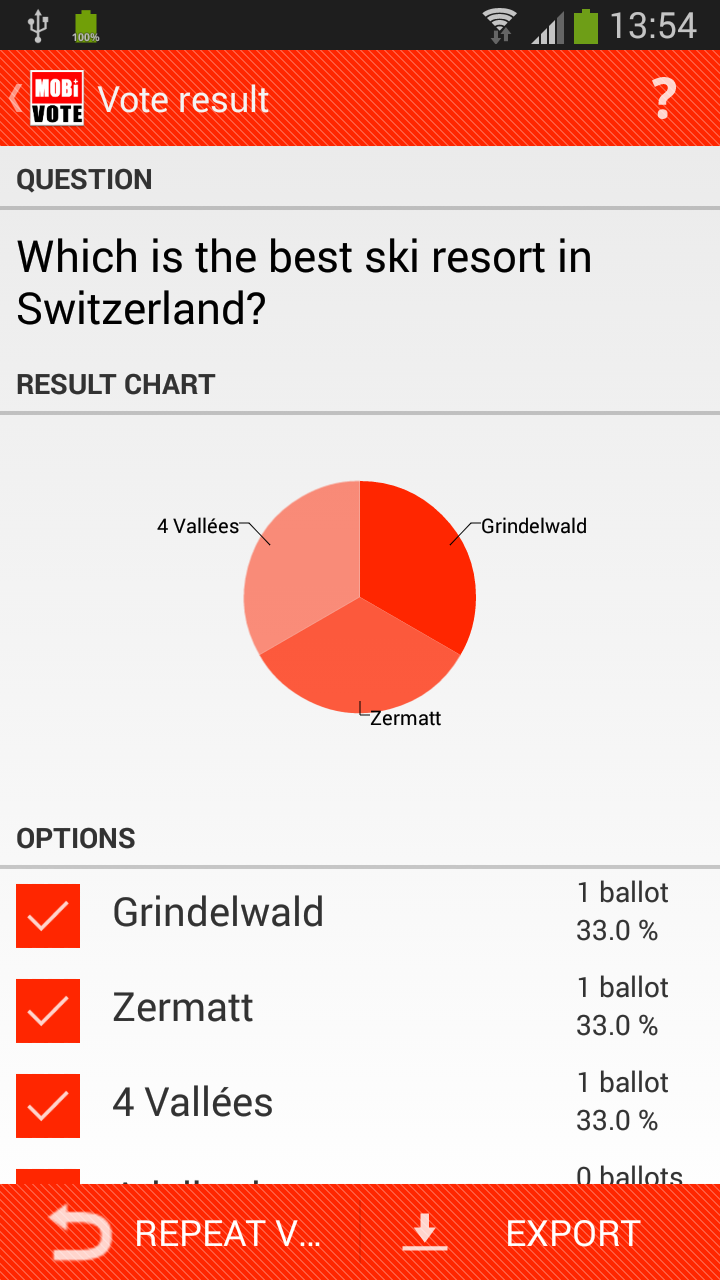 100%
13:54
MOBi
VOTE
Vote result
?
QUESTION
Which is the best ski resort in
Switzerland?
RESULT CHART
4 Vallées
Grindelwald
Zermatt
OPTIONS
Grindelwald
1 ballot
33.0 %
Zermatt
1 ballot
33.0 %
4 Vallées
1 ballot
33.0 %
0 ballots
REPEAT V...
EXPORT